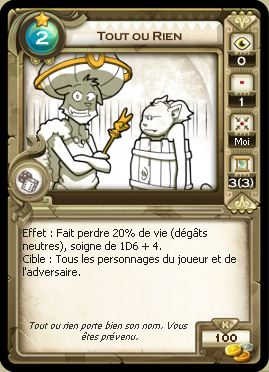 2
Tout ou Rien
0
1
Moi
3(3)
Effet : Fait perdre 20% de vie (dégâts
neutres), soigne de 1D6 + 4.
Cible : Tous les personnages du joueur et de
l'adversaire.
Tout ou rien porte bien son nom. Vous
êtes prévenu.
K
100